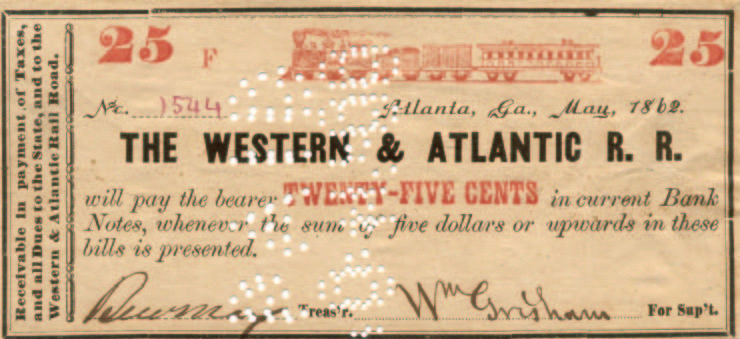 Receivable in payment of Taxes,
and all Dues to the State, and to the
Western & Atlantic Rail Road.
25 F 25
No. 1544 Atlanta, Ga., May, 1862.
THE WESTERN & ATLANTIC R. R.
will pay the bearer TWENTY-FIVE CENTS in current Bank
Notes, whenever the sum of five dollars or upwards in these
bills is presented.
Treas'r. Wm Grisham For Sup't.